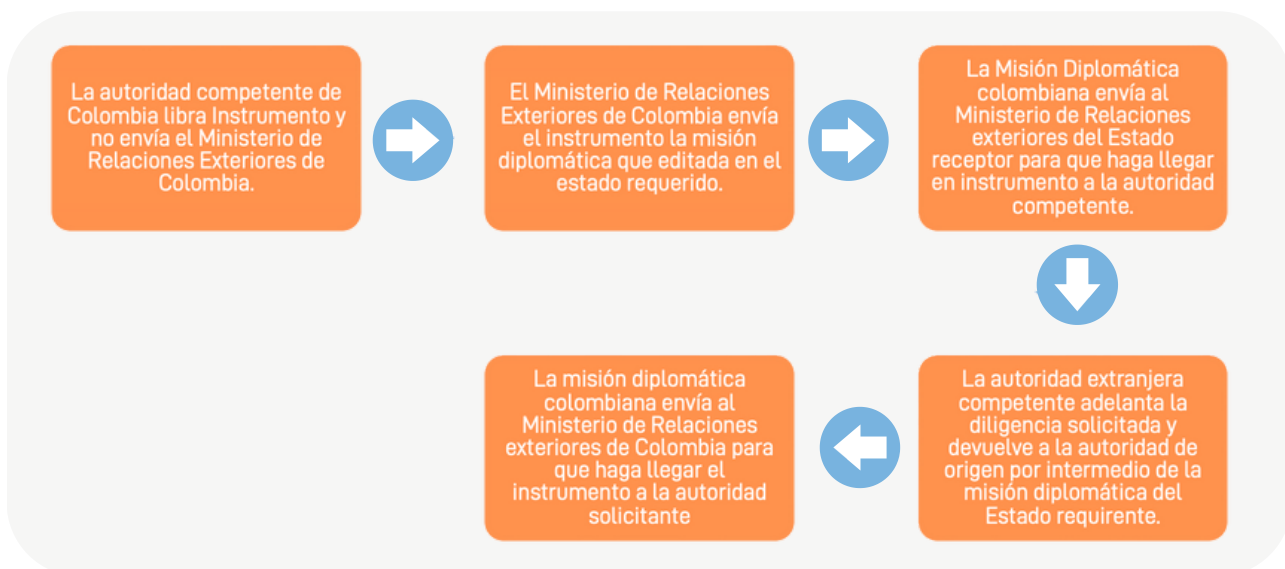 La autoridad competente de
Colombia libra Instrumento y
no envía el Ministerio de
Relaciones Exteriores de
Colombia.
El Ministerio de Relaciones
Exteriores de Colombia envía
el instrumento la misión
diplomática que editada en el
estado requerido.
La Misión Diplomática
colombiana envía al
Ministerio de Relaciones
exteriores del Estado
receptor para que haga llegar
en instrumento a la autoridad
competente.
La autoridad extranjera
competente adelanta la
diligencia solicitada y
devuelve a la autoridad de
origen por intermedio de la
misión diplomática del
Estado requirente.
La misión diplomática
colombiana envía al
Ministerio de Relaciones
exteriores de Colombia para
que haga llegar el
instrumento a la autoridad
solicitante